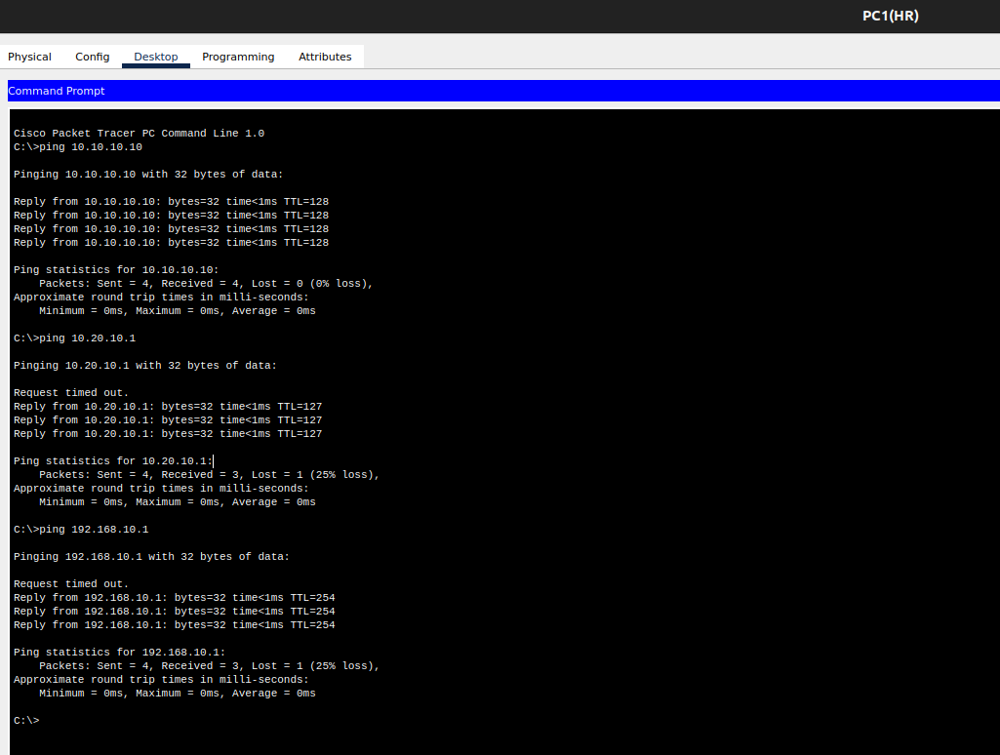 PC1(HR)
Physical Config Desktop Programming Attributes
Command Prompt
Cisco Packet Tracer PC Command Line 1.0
C:\>ping 10.10.10.10
Pinging 10.10.10.10 with 32 bytes of data:
Reply from 10.10.10.10: bytes=32 time<1ms TTL=128
Reply from 10.10.10.10: bytes=32 time<1ms TTL=128
Reply from 10.10.10.10: bytes=32 time<1ms TTL=128
Reply from 10.10.10.10: bytes=32 time<1ms TTL=128
Ping statistics for 10.10.10.10:
Packets: Sent = 4, Received = 4, Lost = 0 (0% loss),
Approximate round trip times in milli-seconds:
Minimum = 0ms, Maximum = 0ms, Average = 0ms
C:\>ping 10.20.10.1
Pinging 10.20.10.1 with 32 bytes of data:
Request timed out.
Reply from 10.20.10.1: bytes=32 time<1ms TTL=127
Reply from 10.20.10.1: bytes=32 time<1ms TTL=127
Reply from 10.20.10.1: bytes=32 time<1ms TTL=127
Ping statistics for 10.20.10.1:
Packets: Sent = 4, Received = 3, Lost = 1 (25% loss),
Approximate round trip times in milli-seconds:
Minimum = 0ms, Maximum = 0ms, Average = 0ms
C:\>ping 192.168.10.1
Pinging 192.168.10.1 with 32 bytes of data:
Request timed out.
Reply from 192.168.10.1: bytes=32 time<1ms TTL=254
Reply from 192.168.10.1: bytes=32 time<1ms TTL=254
Reply from 192.168.10.1: bytes=32 time<1ms TTL=254
Ping statistics for 192.168.10.1:
Packets: Sent = 4, Received = 3, Lost = 1 (25% loss),
Approximate round trip times in milli-seconds:
Minimum = 0ms, Maximum = 0ms, Average = 0ms
C:\>